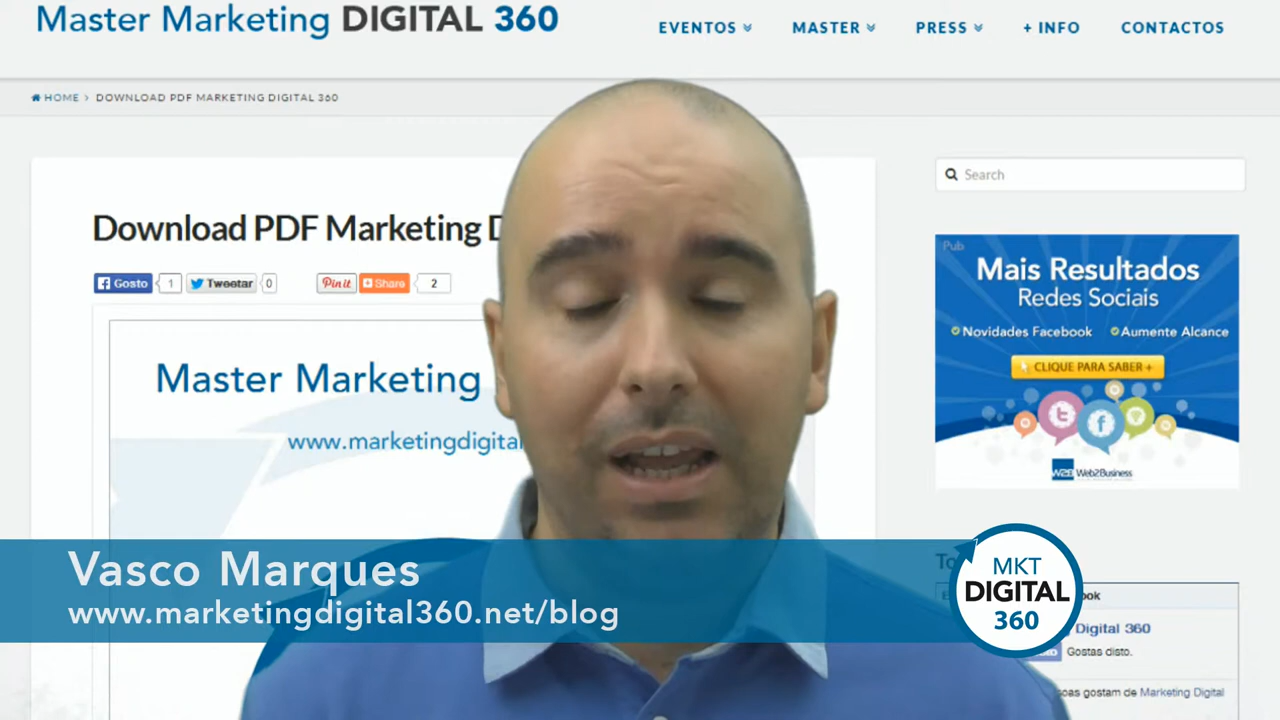 Master Marketing DIGITAL 360
EVENTOS MASTER PRESS + INFO CONTACTOS
HOME > DOWNLOAD PDF MARKETING DIGITAL 360
Search
Download PDF Marketing
Gosto 1 Tweetar 0 Pin it Share 2
Pub
Mais Resultados
Redes Sociais
Novidades Facebook Aumente Alcance
CLIQUE PARA SABER +
W2B Web2Business
Master Marketing
www.marketingdigital
Vasco Marques
www.marketingdigital360.net/blog
MKT
DIGITAL
360
Digital 360
Gostas disto.
gostam de Marketing Digital